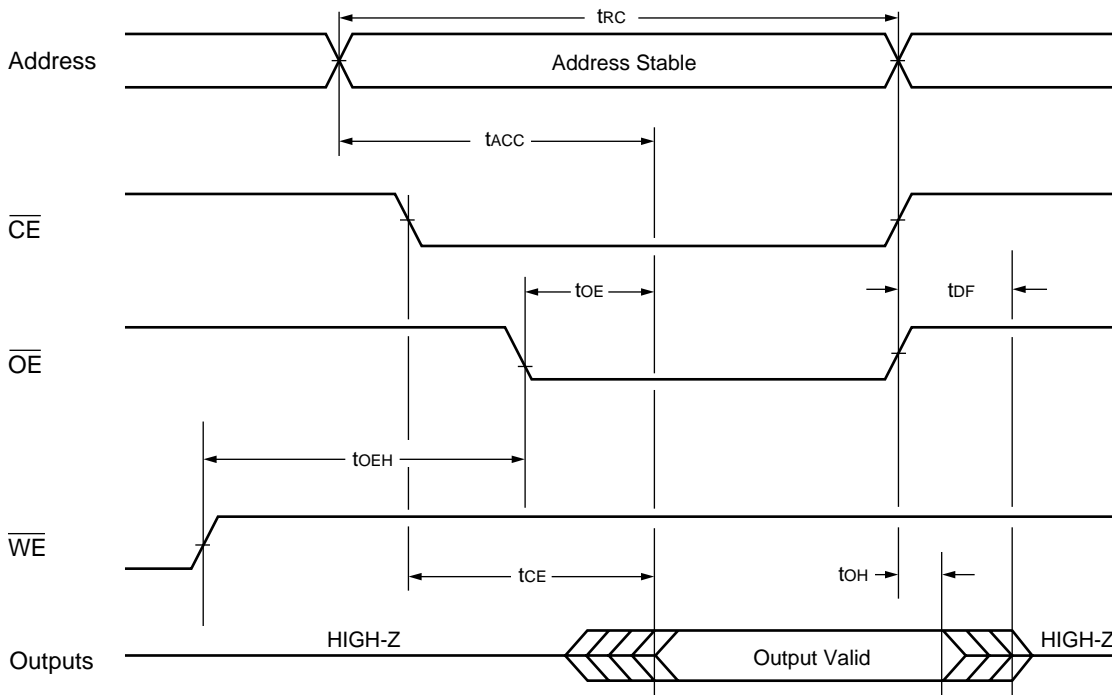 tRC
Address
Address Stable
tACC
CE
tOE
tDF
OE
tOEH
WE
tCE
tOH
HIGH-Z
HIGH-Z
Outputs
Output Valid